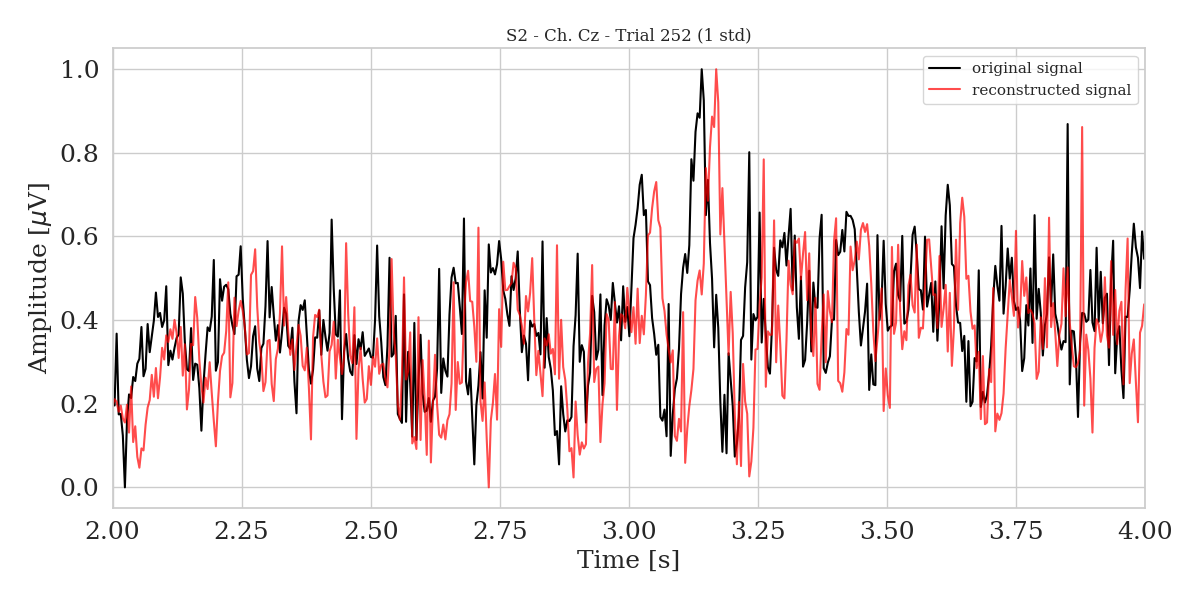 S2 - Ch. Cz - Trial 252 (1 std)
original signal
reconstructed signal
Amplitude [μV]
1.0
0.8
0.6
0.4
0.2
0.0
2.00 2.25 2.50 2.75 3.00 3.25 3.50 3.75 4.00
Time [s]